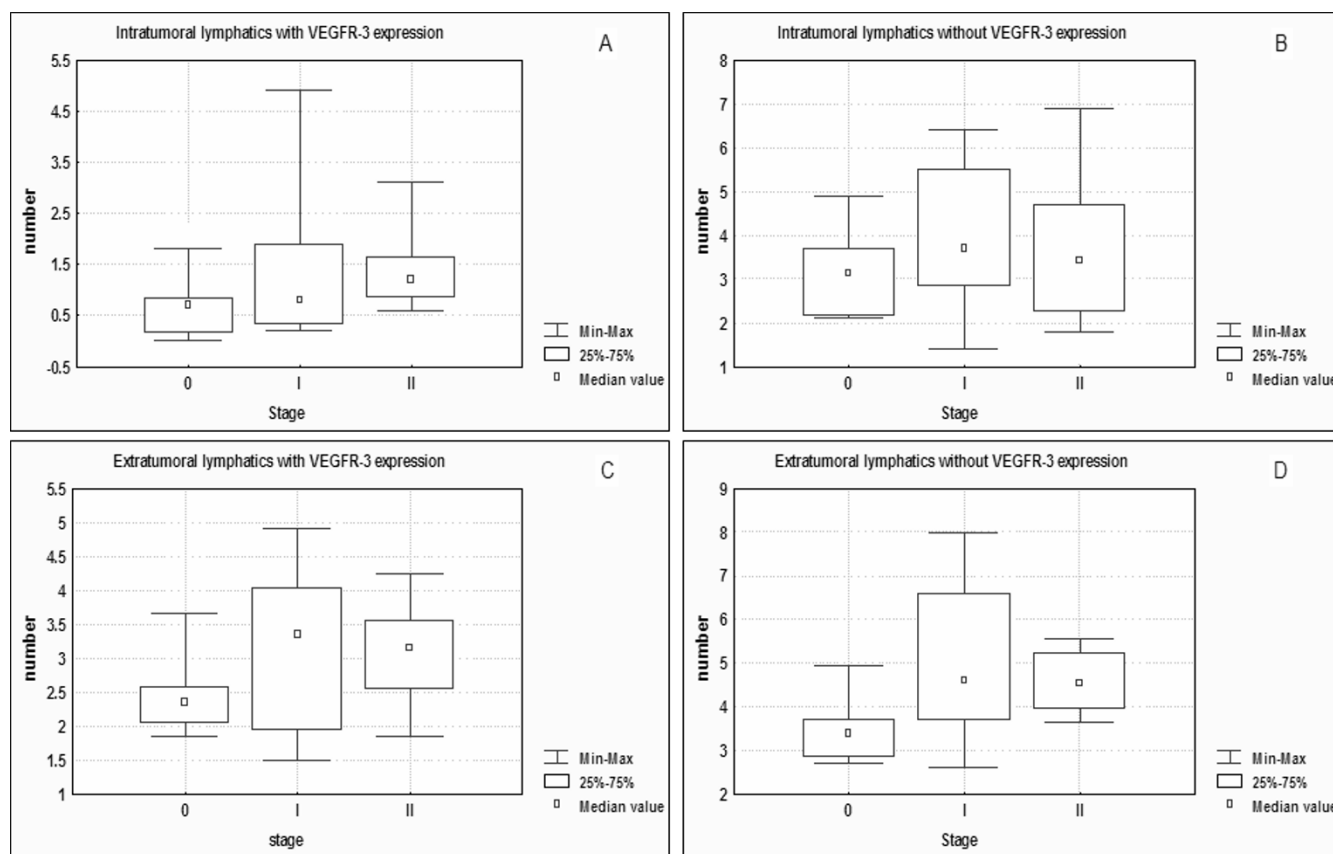 Intratumoral lymphatics with VEGFR-3 expression
A
5.5
4.5
3.5
2.5
1.5
0.5
-0.5
number
0 I II
Stage
Min-Max
25%-75%
Median value
Intratumoral lymphatics without VEGFR-3 expression
B
8
7
6
5
4
3
2
1
number
0 I II
Stage
Min-Max
25%-75%
Median value
Extratumoral lymphatics with VEGFR-3 expression
C
5.5
5
4.5
4
3.5
3
2.5
2
1.5
1
number
0 I II
stage
Min-Max
25%-75%
Median value
Extratumoral lymphatics without VEGFR-3 expression
D
9
8
7
6
5
4
3
2
number
0 I II
Stage
Min-Max
25%-75%
Median value